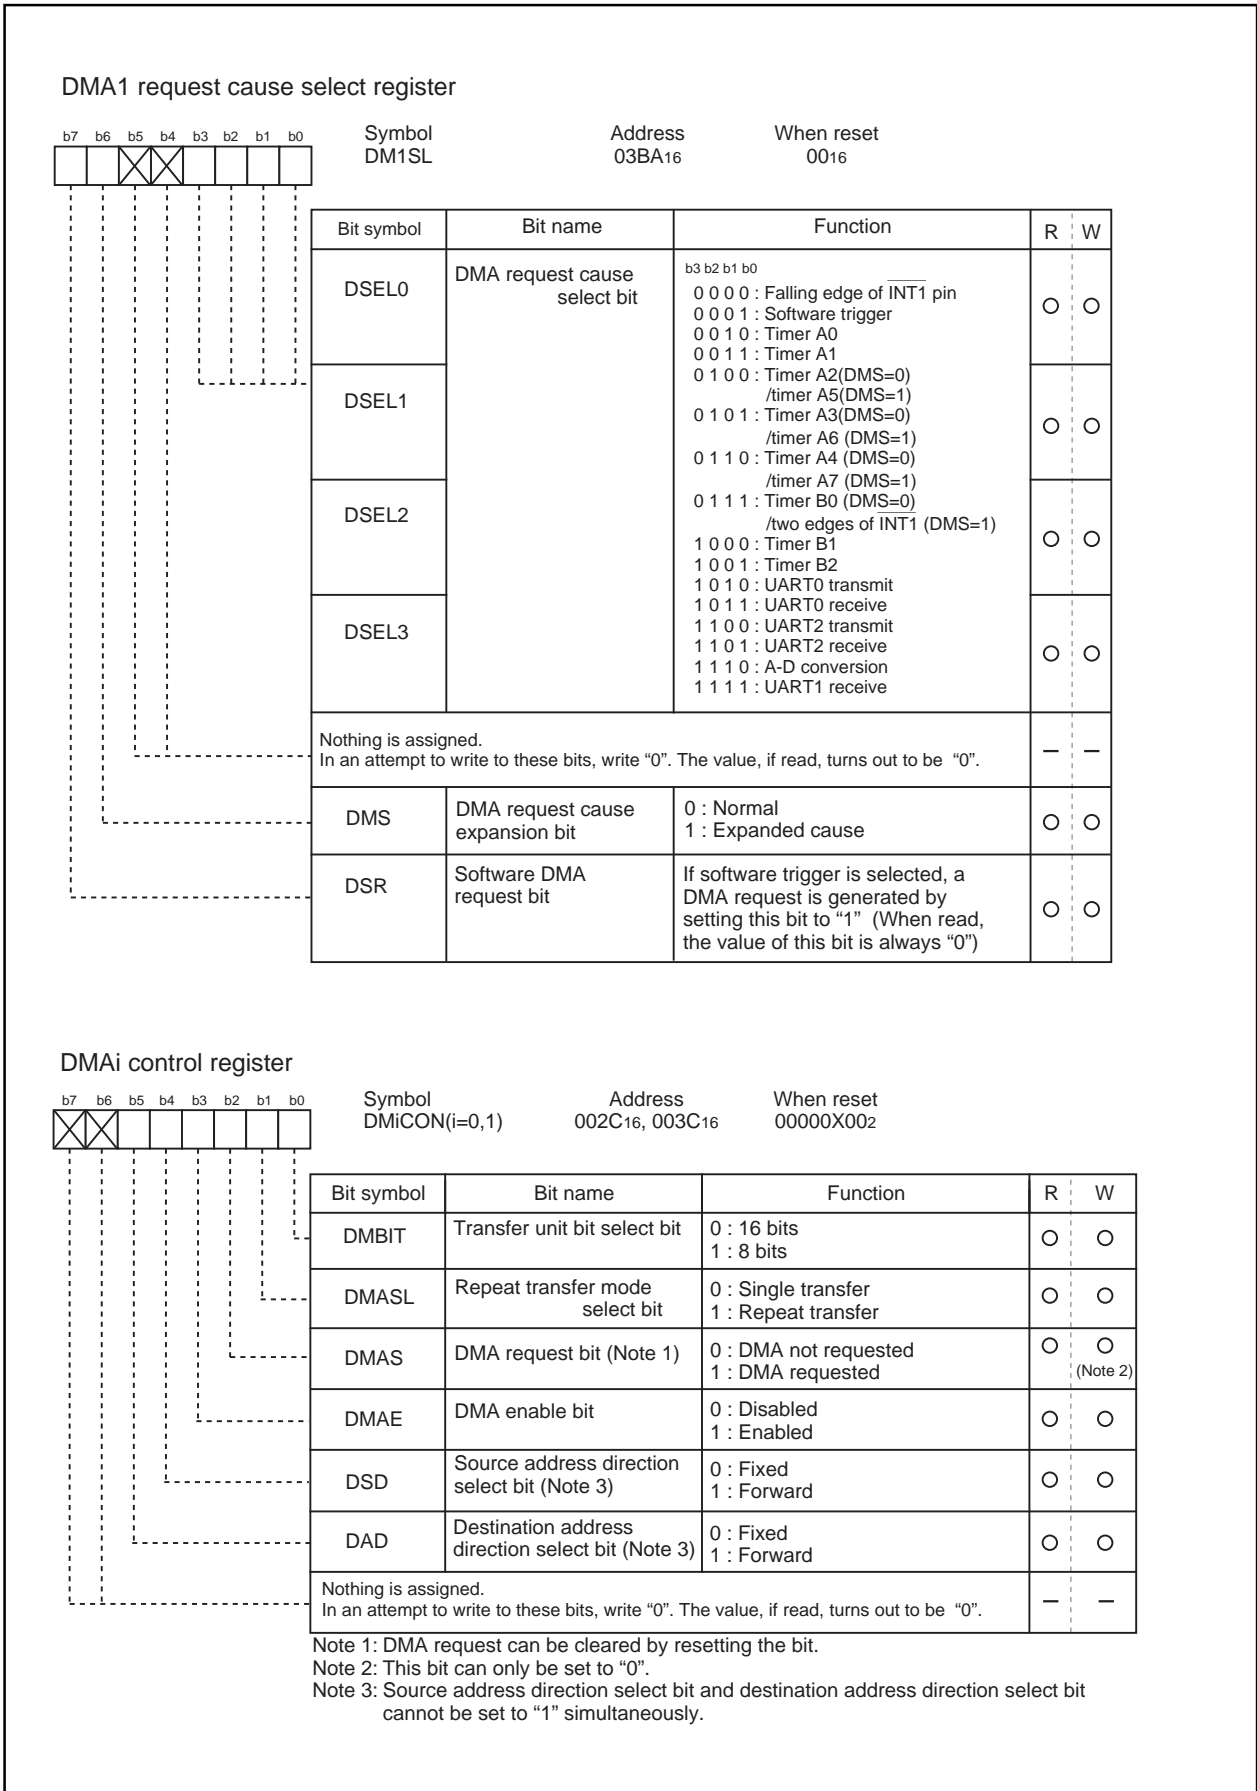 DMA1 request cause select register
b7 b6 b5 b4 b3 b2 b1 b0
Symbol Address When reset
DM1SL 03BA16 0016
Bit symbol Bit name Function R W
DSEL0 DMA request cause select bit
b3 b2 b1 b0
0 0 0 0 : Falling edge of INT1 pin
0 0 0 1 : Software trigger
0 0 1 0 : Timer A0
0 0 1 1 : Timer A1
DSEL1
0 1 0 0 : Timer A2(DMS=0)
/timer A5(DMS=1)
0 1 0 1 : Timer A3(DMS=0)
/timer A6 (DMS=1)
0 1 1 0 : Timer A4 (DMS=0)
/timer A7 (DMS=1)
DSEL2
0 1 1 1 : Timer B0 (DMS=0)
/two edges of INT1 (DMS=1)
1 0 0 0 : Timer B1
1 0 0 1 : Timer B2
1 0 1 0 : UART0 transmit
1 0 1 1 : UART0 receive
DSEL3
1 1 0 0 : UART2 transmit
1 1 0 1 : UART2 receive
1 1 1 0 : A-D conversion
1 1 1 1 : UART1 receive
Nothing is assigned.
In an attempt to write to these bits, write “0”. The value, if read, turns out to be “0”.
– –
DMS DMA request cause expansion bit
0 : Normal
1 : Expanded cause
DSR Software DMA request bit
If software trigger is selected, a
DMA request is generated by
setting this bit to “1” (When read,
the value of this bit is always “0”)
DMAi control register
b7 b6 b5 b4 b3 b2 b1 b0
Symbol Address When reset
DMiCON(i=0,1) 002C16, 003C16 00000X002
Bit symbol Bit name Function R W
DMBIT Transfer unit bit select bit
0 : 16 bits
1 : 8 bits
DMASL Repeat transfer mode select bit
0 : Single transfer
1 : Repeat transfer
DMAS DMA request bit (Note 1)
0 : DMA not requested
1 : DMA requested
(Note 2)
DMAE DMA enable bit
0 : Disabled
1 : Enabled
DSD Source address direction select bit (Note 3)
0 : Fixed
1 : Forward
DAD Destination address direction select bit (Note 3)
0 : Fixed
1 : Forward
Nothing is assigned.
In an attempt to write to these bits, write “0”. The value, if read, turns out to be “0”.
– –
Note 1: DMA request can be cleared by resetting the bit.
Note 2: This bit can only be set to “0”.
Note 3: Source address direction select bit and destination address direction select bit
cannot be set to “1” simultaneously.